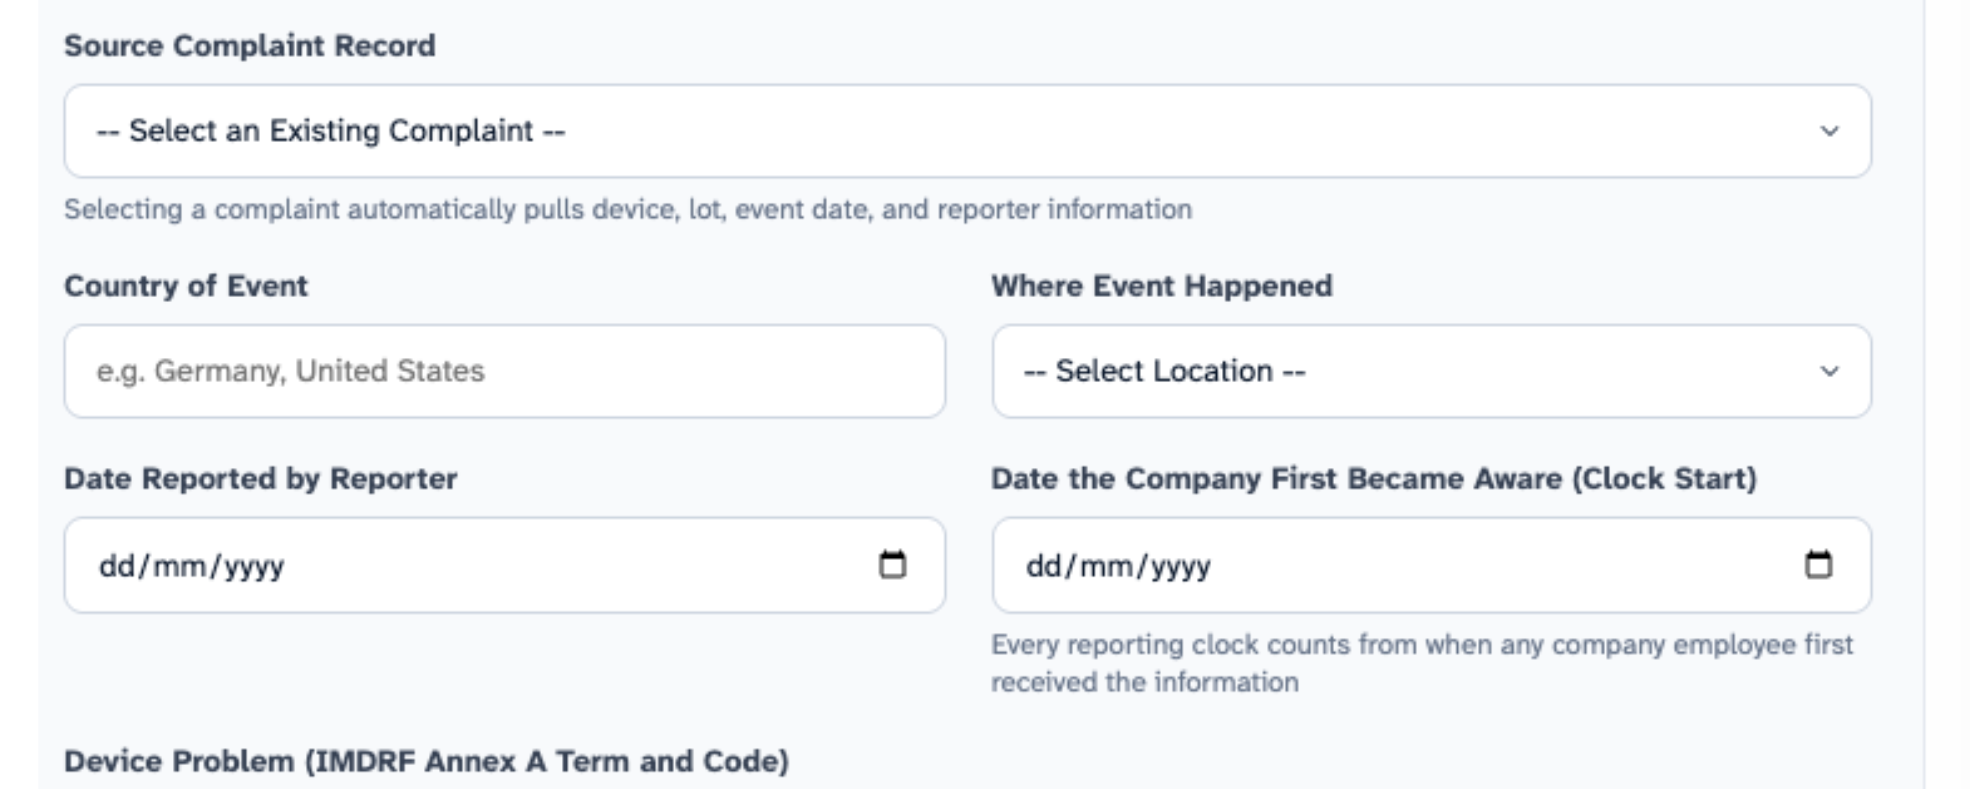 Source Complaint Record
-- Select an Existing Complaint --
Selecting a complaint automatically pulls device, lot, event date, and reporter information
Country of Event
e.g. Germany, United States
Where Event Happened
-- Select Location --
Date Reported by Reporter
dd/mm/yyyy
Date the Company First Became Aware (Clock Start)
dd/mm/yyyy
Every reporting clock counts from when any company employee first
received the information
Device Problem (IMDRF Annex A Term and Code)